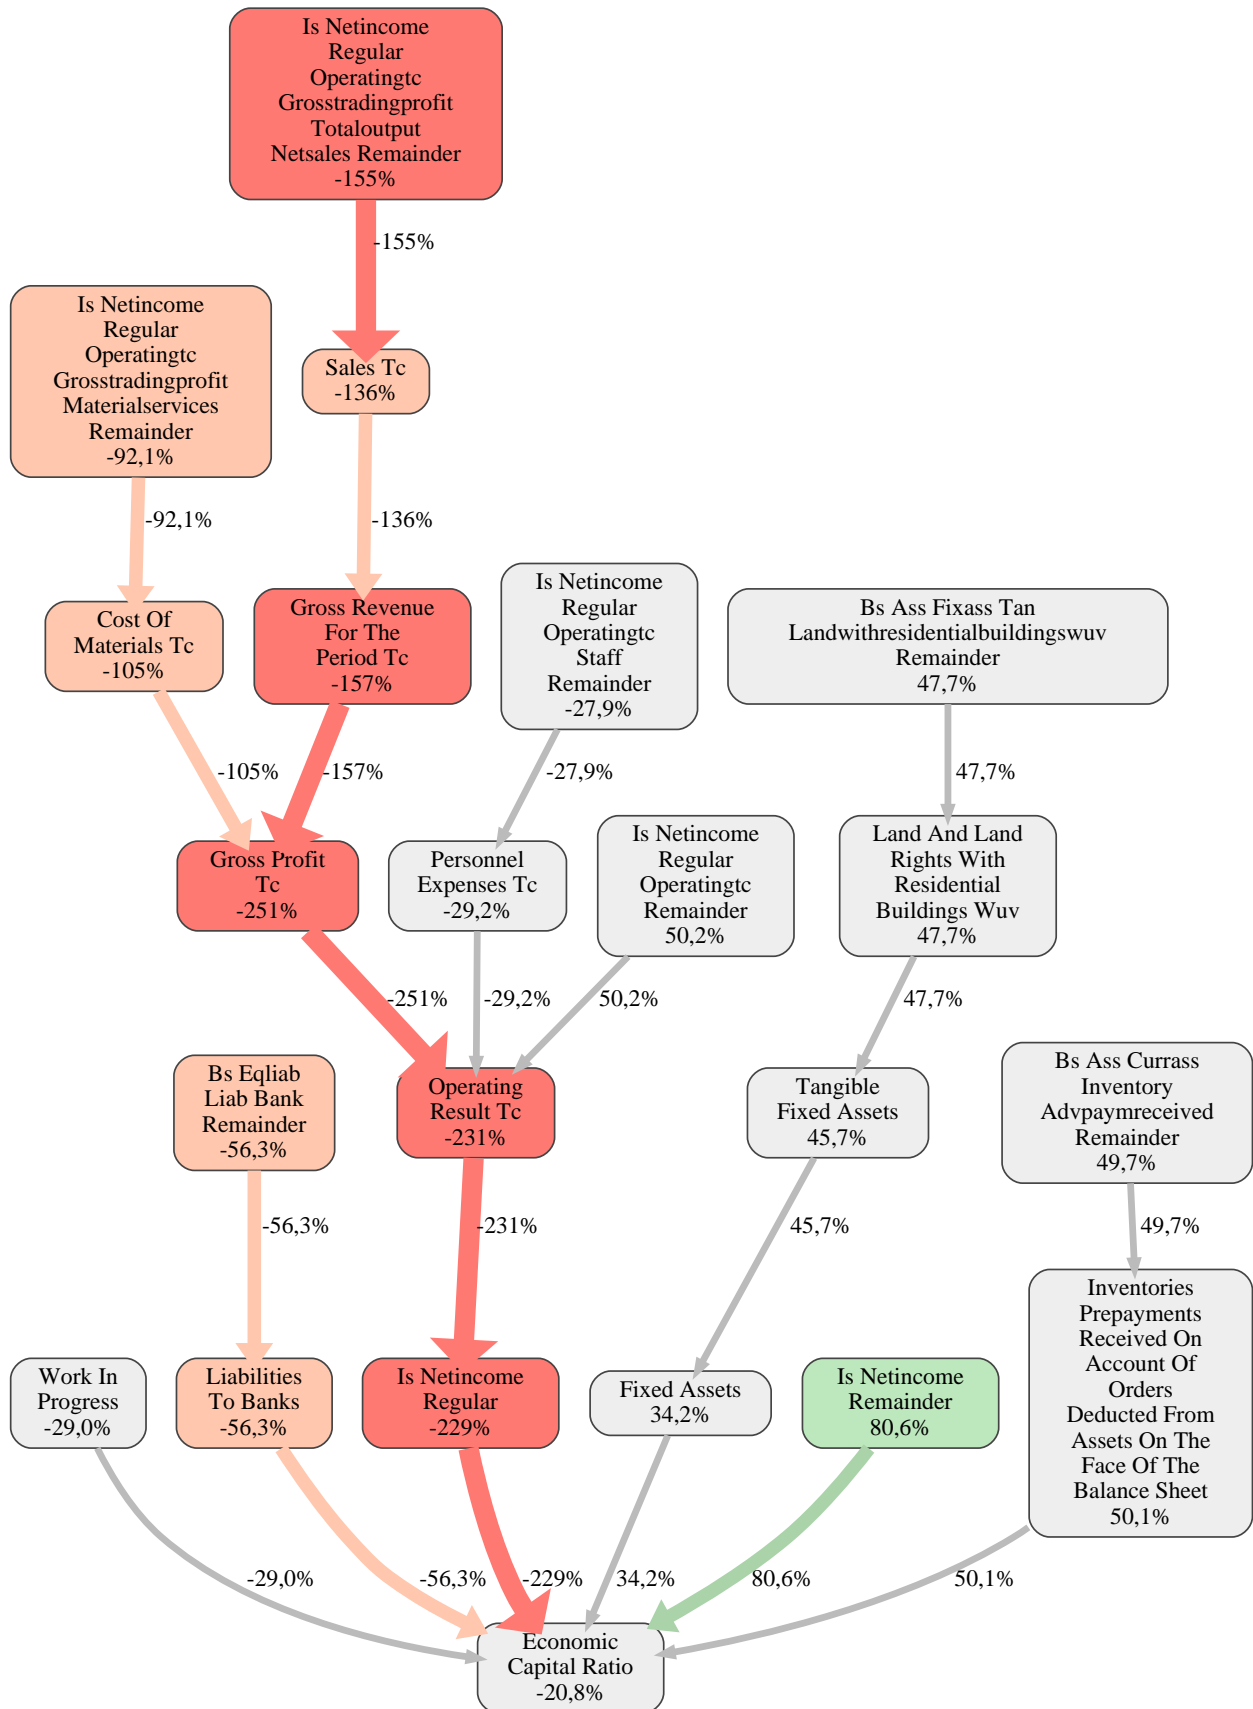 Is Netincome
Regular
Operatingtc
Grosstradingprofit
Totaloutput
Netsales Remainder
-155%
-155%
Is Netincome
Regular
Operatingtc
Grosstradingprofit
Materialservices
Remainder
-92,1%
Sales Tc
-136%
-92,1%
-136%
Cost Of
Materials Tc
-105%
Gross Revenue
For The
Period Tc
-157%
Is Netincome
Regular
Operatingtc
Staff
Remainder
-27,9%
Bs Ass Fixass Tan
Landwithresidentialbuildingswuv
Remainder
47,7%
-105%
-157%
-27,9%
47,7%
Gross Profit
Tc
-251%
Personnel
Expenses Tc
-29,2%
Is Netincome
Regular
Operatingtc
Remainder
50,2%
Land And Land
Rights With
Residential
Buildings Wuv
47,7%
-251%
-29,2%
50,2%
47,7%
Bs Eqliab
Liab Bank
Remainder
-56,3%
Operating
Result Tc
-231%
Tangible
Fixed Assets
45,7%
Bs Ass Currass
Inventory
Advpaymreceived
Remainder
49,7%
-56,3%
-231%
45,7%
49,7%
Work In
Progress
-29,0%
Liabilities
To Banks
-56,3%
Is Netincome
Regular
-229%
Fixed Assets
34,2%
Is Netincome
Remainder
80,6%
Inventories
Prepayments
Received On
Account Of
Orders
Deducted From
Assets On The
Face Of The
Balance Sheet
50,1%
-29,0%
-56,3%
-229%
34,2%
80,6%
50,1%
Economic
Capital Ratio
-20,8%